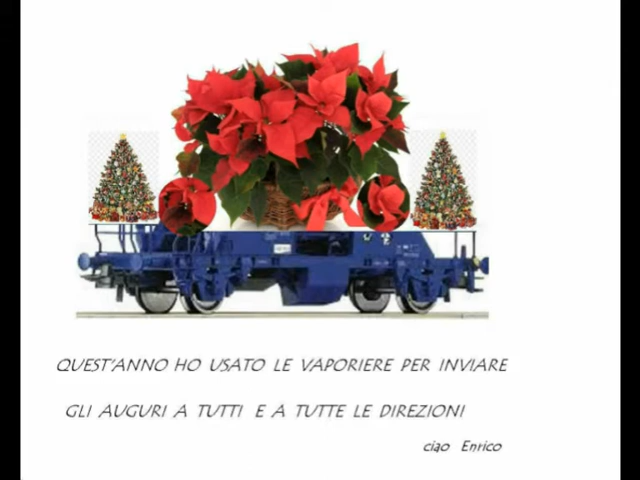 QUEST'ANNO HO USATO LE VAPORIERE PER INVIARE
GLI AUGURI A TUTTI E A TUTTE LE DIREZIONI
ciao Enrico